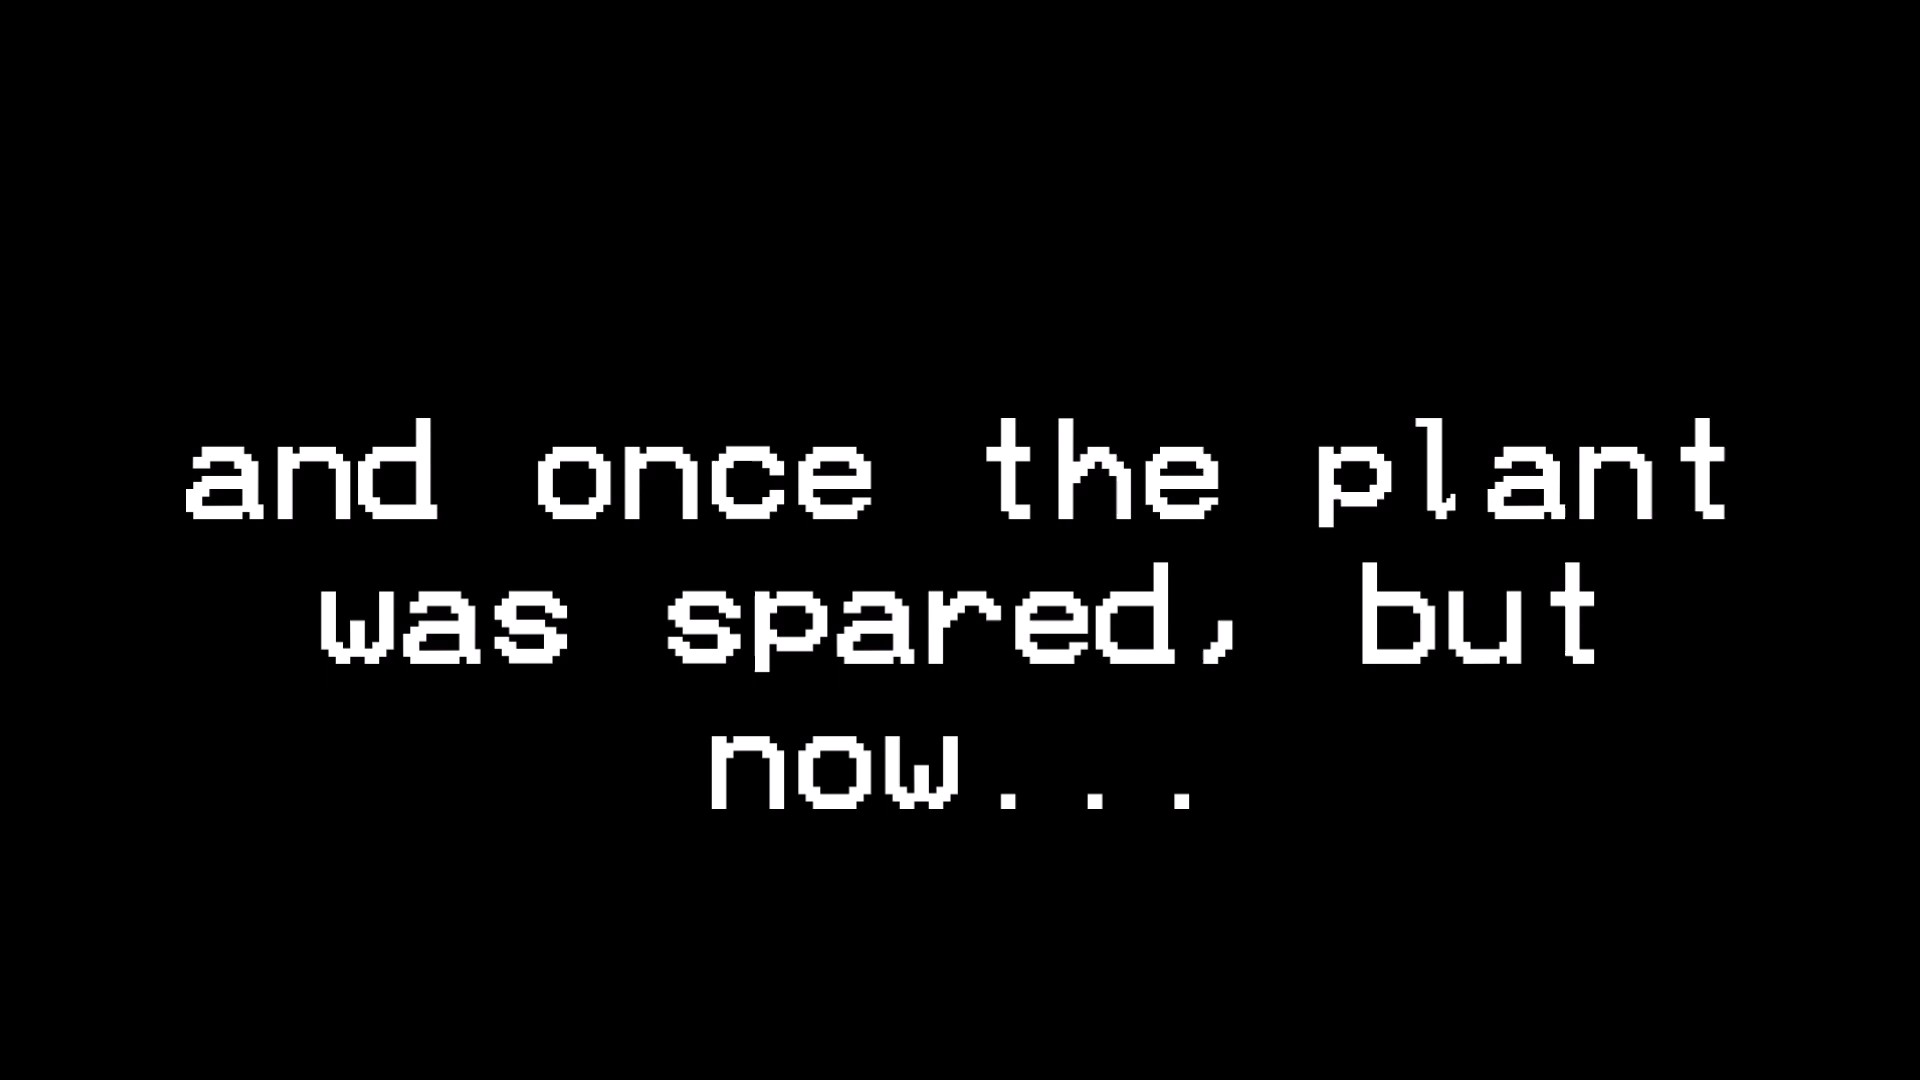 and once the plant
was spared, but
now...